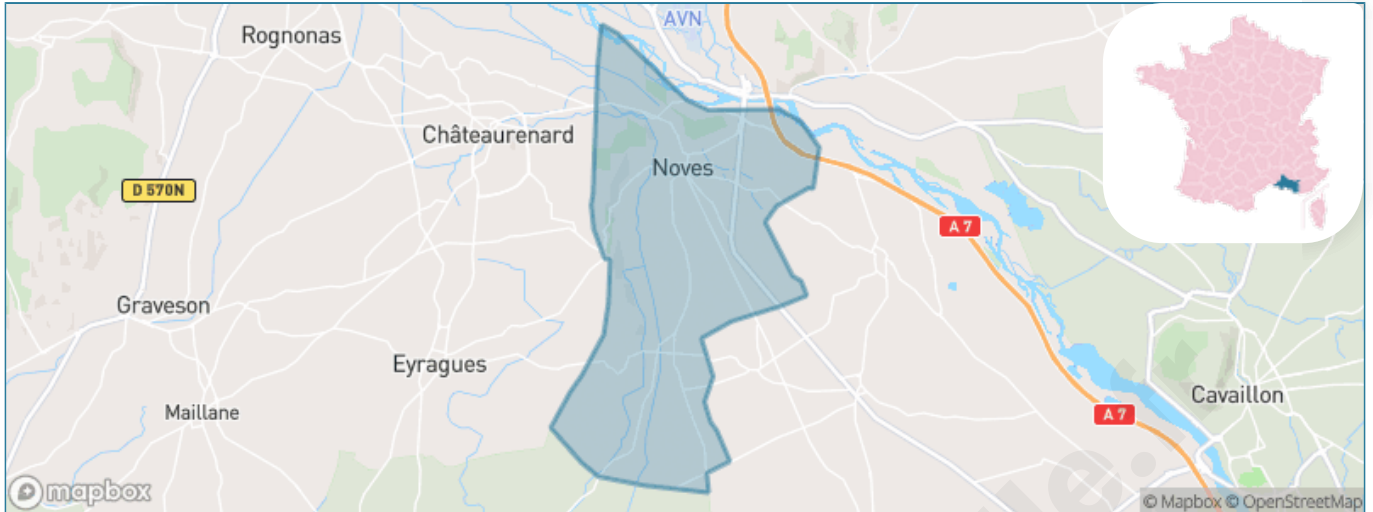 AVN
Rognonas
Châteaurenard
Noves
D 570N
A 7
Graveson
Eyragues
Cavaillon
Maillane
A 7
mapbox
© Mapbox © OpenStreetMap